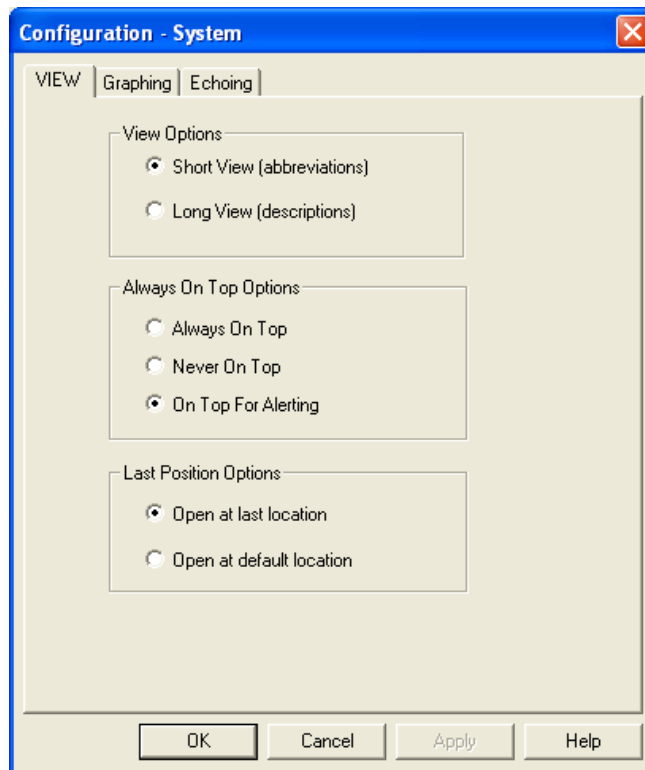 Configuration - System
VIEW Graphing Echoing
View Options
Short View (abbreviations)
Long View (descriptions)
Always On Top Options
Always On Top
Never On Top
On Top For Alerting
Last Position Options
Open at last location
Open at default location
OK Cancel Apply Help